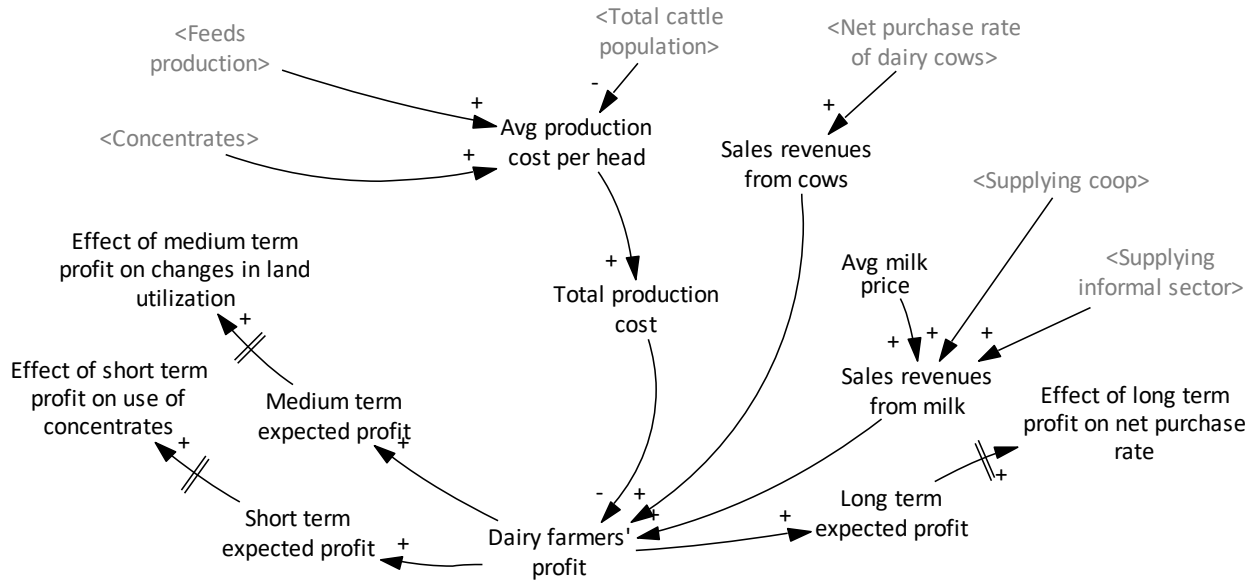 <Feeds
production>
<Total cattle
population>
<Net purchase rate
of dairy cows>
-
+
+
Avg production
cost per head
<Concentrates>
+
Sales revenues
from cows
<Supplying coop>
Effect of medium term
profit on changes in land
utilization
+
Avg milk
price
<Supplying
informal sector>
Total production
cost
+
+
+
+
Effect of short term
profit on use of
concentrates
Sales revenues
from milk
Effect of long term
profit on net purchase
rate
Medium term
expected profit
+
+
+
Long term
expected profit
-
+
+
+
Short term
expected profit
+
Dairy farmers'
profit